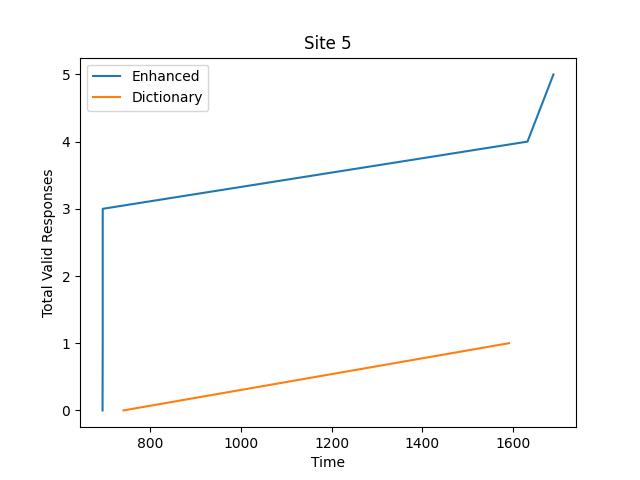 Site 5
Enhanced
Dictionary
Total Valid Responses
5
4
3
2
1
0
800 1000 1200 1400 1600
Time